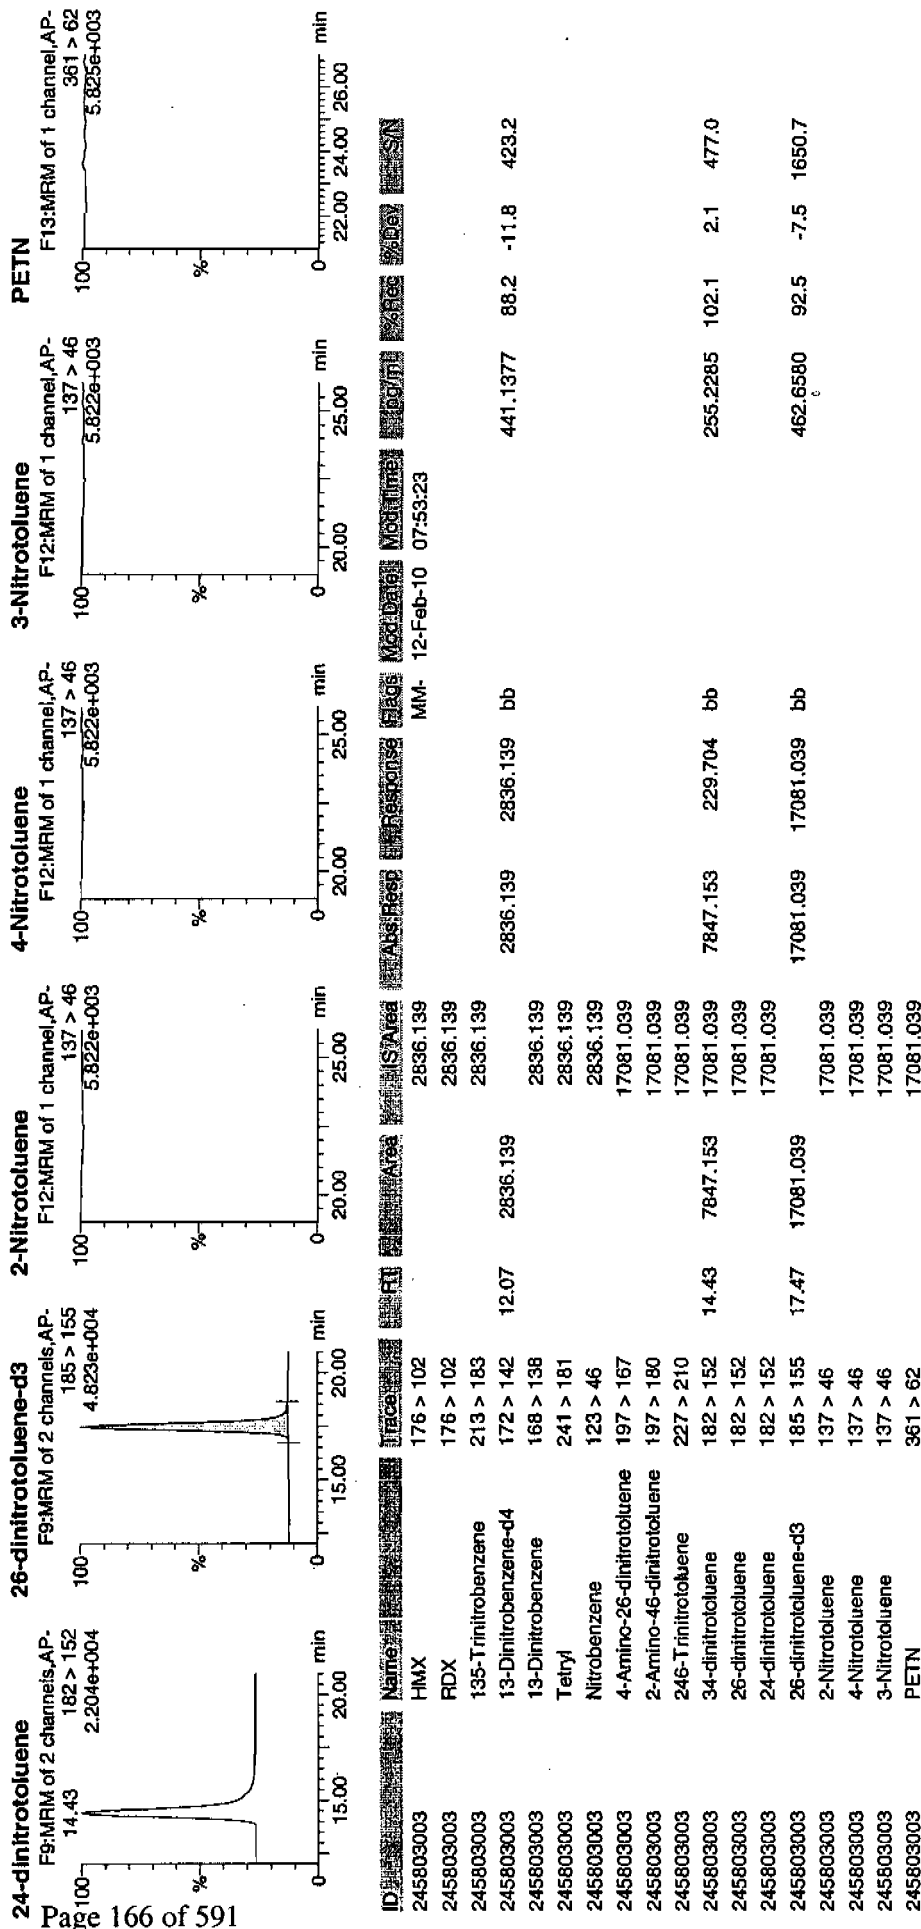 24-dinitrotoluene
F9:MRM of 2 channels,AP-
14.43 182 > 152
2.204e+004
100
%
0
15.00 20.00 min
26-dinitrotoluene-d3
F9:MRM of 2 channels,AP-
185 > 155
4.823e+004
100
%
0
15.00 20.00 min
2-Nitrotoluene
F12:MRM of 1 channel,AP-
137 > 46
5.822e+003
100
%
0
20.00 25.00 min
4-Nitrotoluene
F12:MRM of 1 channel,AP-
137 > 46
5.822e+003
100
%
0
20.00 25.00 min
3-Nitrotoluene
F12:MRM of 1 channel,AP-
137 > 46
5.822e+003
100
%
0
20.00 25.00 min
PETN
F13:MRM of 1 channel,AP-
361 > 62
5.825e+003
100
%
0
22.00 24.00 26.00 min
ID Name Trace RT Area IS Area Abs.Resp Response Flags Mod.Date Mod.Time pg/mL %Rec %Dev S/N
245803003 HMX 176 > 102 2836.139 MM- 12-Feb-10 07:53:23
245803003 RDX 176 > 102 2836.139
245803003 135-Trinitrobenzene 213 > 183 2836.139
245803003 13-Dinitrobenzene-d4 172 > 142 12.07 2836.139 2836.139 2836.139 bb 441.1377 88.2 -11.8 423.2
245803003 13-Dinitrobenzene 168 > 138 2836.139
245803003 Tetryl 241 > 181 2836.139
245803003 Nitrobenzene 123 > 46 2836.139
245803003 4-Amino-26-dinitrotoluene 197 > 167 17081.039
245803003 2-Amino-46-dinitrotoluene 197 > 180 17081.039
245803003 246-Trinitrotoluene 227 > 210 17081.039
245803003 34-dinitrotoluene 182 > 152 14.43 7847.153 17081.039 7847.153 229.704 bb 255.2285 102.1 2.1 477.0
245803003 26-dinitrotoluene 182 > 152 17081.039
245803003 24-dinitrotoluene 182 > 152 17081.039
245803003 26-dinitrotoluene-d3 185 > 155 17.47 17081.039 17081.039 17081.039 bb 462.6580 92.5 -7.5 1650.7
245803003 2-Nitrotoluene 137 > 46 17081.039
245803003 4-Nitrotoluene 137 > 46 17081.039
245803003 3-Nitrotoluene 137 > 46 17081.039
245803003 PETN 361 > 62 17081.039
Page 166 of 591